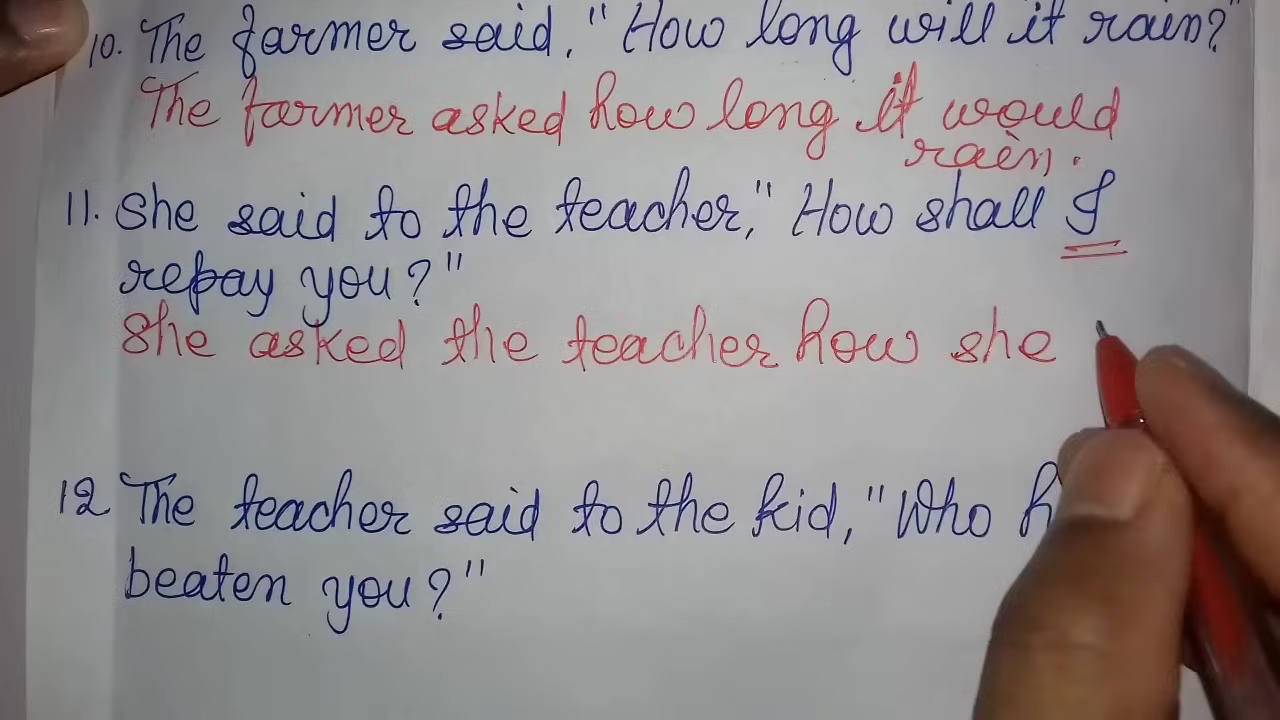 10. The farmer said, "How long will it rain?"
The farmer asked how long it would
rain.
11. She said to the teacher, "How shall I
repay you?"
She asked the teacher how she
12 The teacher said to the kid, "Who
beaten you?"